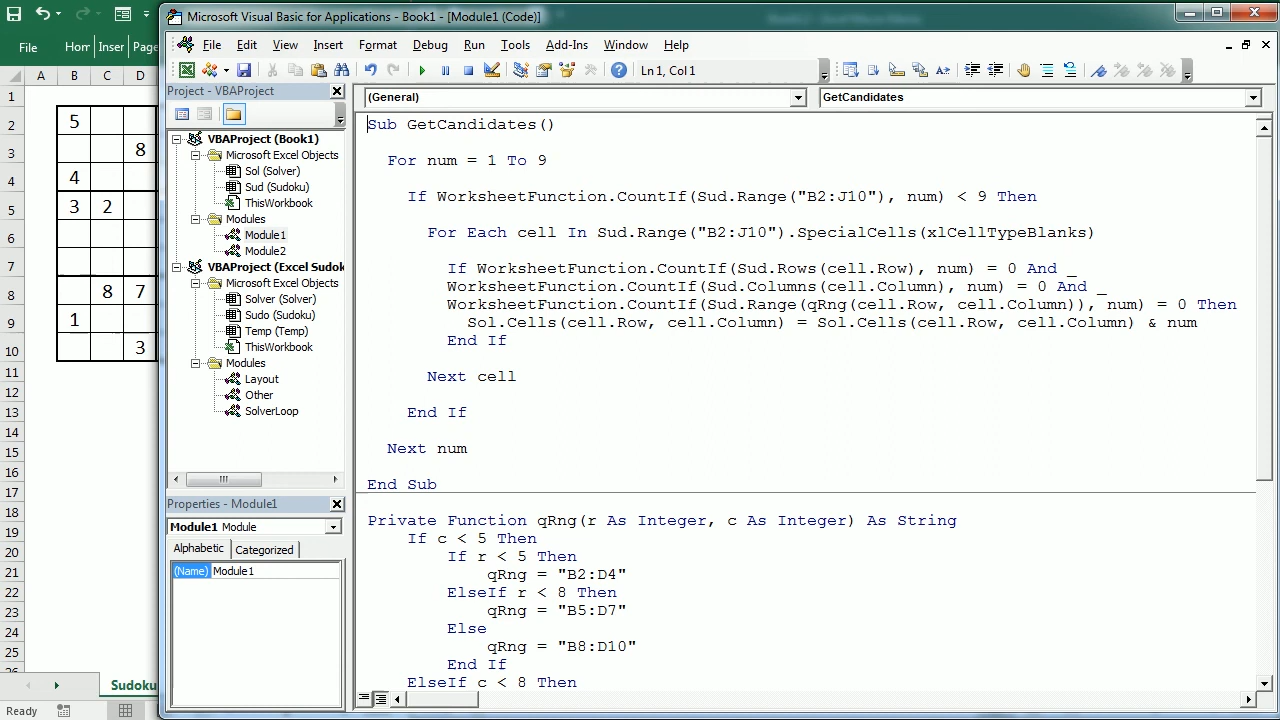 Microsoft Visual Basic for Applications - Book1 - [Module1 (Code)]
File Edit View Insert Format Debug Run Tools Add-Ins Window Help
File Hom Inser Page
Ln 1, Col 1
Project - VBAProject
VBAProject (Book1)
Microsoft Excel Objects
Sol (Solver)
Sud (Sudoku)
ThisWorkbook
Modules
Module1
Module2
VBAProject (Excel Sudok
Microsoft Excel Objects
Solver (Solver)
Sudo (Sudoku)
Temp (Temp)
ThisWorkbook
Modules
Layout
Other
SolverLoop
Properties - Module1
Module1 Module
Alphabetic Categorized
(Name) Module1
(General) GetCandidates
Sub GetCandidates()
For num = 1 To 9
If WorksheetFunction.CountIf(Sud.Range("B2:J10"), num) < 9 Then
For Each cell In Sud.Range("B2:J10").SpecialCells(xlCellTypeBlanks)
If WorksheetFunction.CountIf(Sud.Rows(cell.Row), num) = 0 And _
WorksheetFunction.CountIf(Sud.Columns(cell.Column), num) = 0 And _
WorksheetFunction.CountIf(Sud.Range(qRng(cell.Row, cell.Column)), num) = 0 Then
Sol.Cells(cell.Row, cell.Column) = Sol.Cells(cell.Row, cell.Column) & num
End If
Next cell
End If
Next num
End Sub
Private Function qRng(r As Integer, c As Integer) As String
If c < 5 Then
If r < 5 Then
qRng = "B2:D4"
ElseIf r < 8 Then
qRng = "B5:D7"
Else
qRng = "B8:D10"
End If
ElseIf c < 8 Then
A B C D
1
2 5
3 8
4 4
5 3 2
6
7
8 8 7
9 1
10 3
11
12
13
14
15
16
17
18
19
20
21
22
23
24
25
Sudoku
Ready